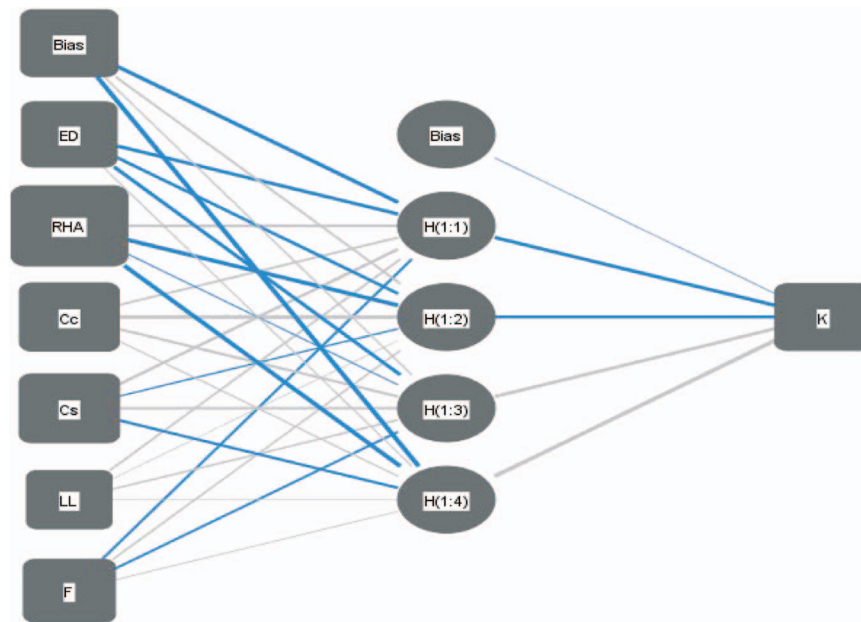 Bias
ED
RHA
Cc
Cs
LL
F
Bias
H(1:1)
H(1:2)
H(1:3)
H(1:4)
K